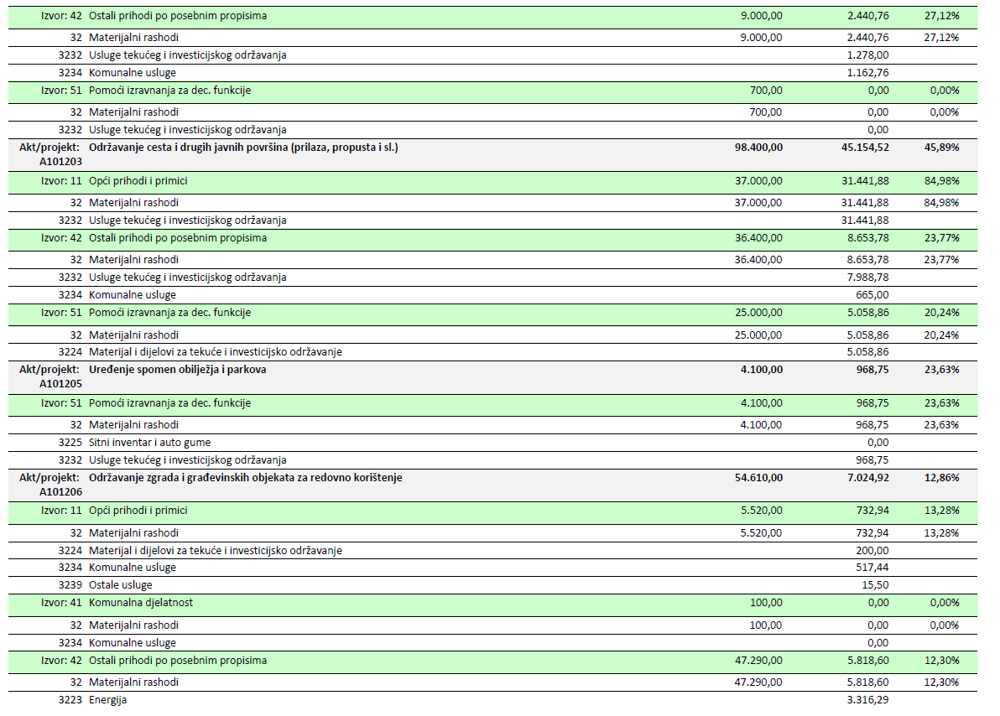 Izvor: 42 Ostali prihodi po posebnim propisima 9.000,00 2.440,76 27,12%
32 Materijalni rashodi 9.000,00 2.440,76 27,12%
3232 Usluge tekućeg i investicijskog održavanja 1.278,00
3234 Komunalne usluge 1.162,76
Izvor: 51 Pomoći izravnanja za dec. funkcije 700,00 0,00 0,00%
32 Materijalni rashodi 700,00 0,00 0,00%
3232 Usluge tekućeg i investicijskog održavanja 0,00
Akt/projekt: Održavanje cesta i drugih javnih površina (prilaza, propusta i sl.) 98.400,00 45.154,52 45,89%
A101203
Izvor: 11 Opći prihodi i primici 37.000,00 31.441,88 84,98%
32 Materijalni rashodi 37.000,00 31.441,88 84,98%
3232 Usluge tekućeg i investicijskog održavanja 31.441,88
Izvor: 42 Ostali prihodi po posebnim propisima 36.400,00 8.653,78 23,77%
32 Materijalni rashodi 36.400,00 8.653,78 23,77%
3232 Usluge tekućeg i investicijskog održavanja 7.988,78
3234 Komunalne usluge 665,00
Izvor: 51 Pomoći izravnanja za dec. funkcije 25.000,00 5.058,86 20,24%
32 Materijalni rashodi 25.000,00 5.058,86 20,24%
3224 Materijal i dijelovi za tekuće i investicijsko održavanje 5.058,86
Akt/projekt: Uređenje spomen obilježja i parkova 4.100,00 968,75 23,63%
A101205
Izvor: 51 Pomoći izravnanja za dec. funkcije 4.100,00 968,75 23,63%
32 Materijalni rashodi 4.100,00 968,75 23,63%
3225 Sitni inventar i auto gume 0,00
3232 Usluge tekućeg i investicijskog održavanja 968,75
Akt/projekt: Održavanje zgrada i građevinskih objekata za redovno korištenje 54.610,00 7.024,92 12,86%
A101206
Izvor: 11 Opći prihodi i primici 5.520,00 732,94 13,28%
32 Materijalni rashodi 5.520,00 732,94 13,28%
3224 Materijal i dijelovi za tekuće i investicijsko održavanje 200,00
3234 Komunalne usluge 517,44
3239 Ostale usluge 15,50
Izvor: 41 Komunalna djelatnost 100,00 0,00 0,00%
32 Materijalni rashodi 100,00 0,00 0,00%
3234 Komunalne usluge 0,00
Izvor: 42 Ostali prihodi po posebnim propisima 47.290,00 5.818,60 12,30%
32 Materijalni rashodi 47.290,00 5.818,60 12,30%
3223 Energija 3.316,29